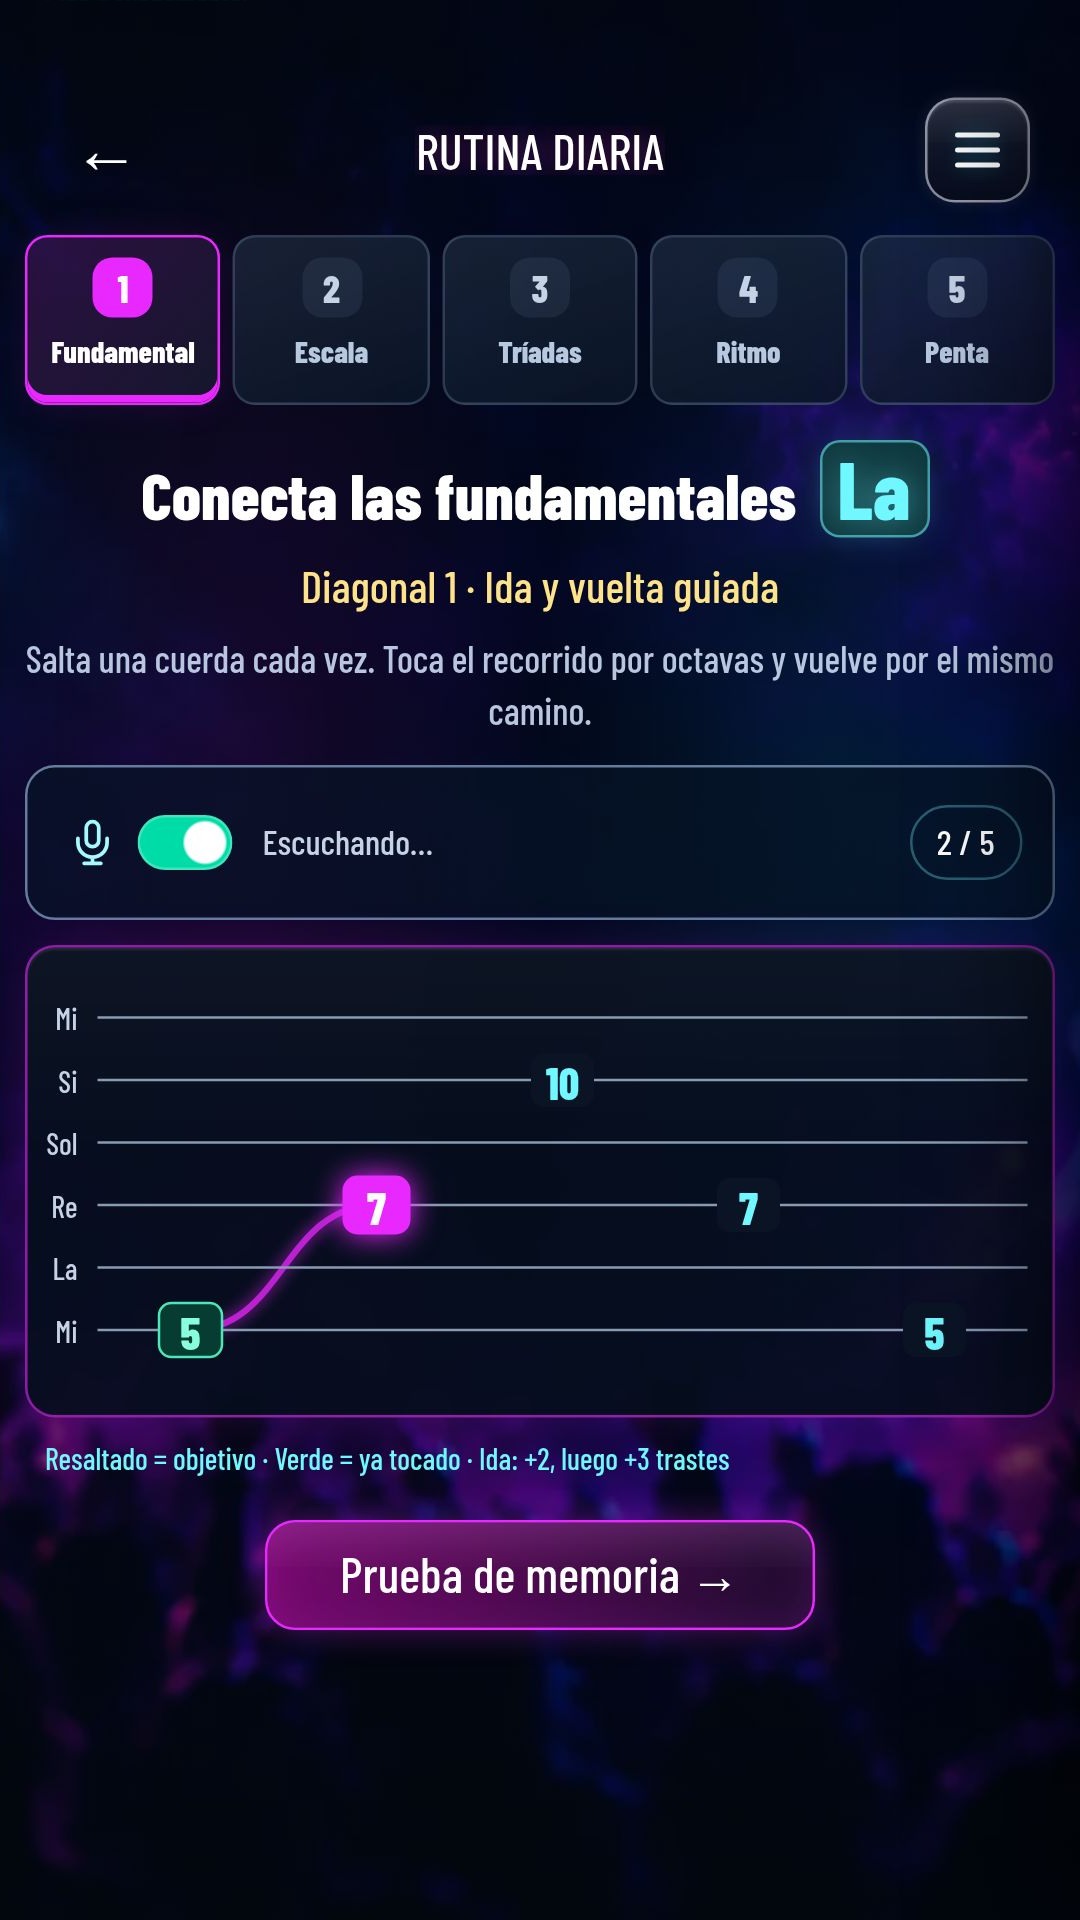 ←
RUTINA DIARIA
1
Fundamental
2
Escala
3
Tríadas
4
Ritmo
5
Penta
Conecta las fundamentales La
Diagonal 1 · Ida y vuelta guiada
Salta una cuerda cada vez. Toca el recorrido por octavas y vuelve por el mismo
camino.
Escuchando... 2 / 5
Mi
Si 10
Sol
Re 7 7
La
Mi 5 5
Resaltado = objetivo · Verde = ya tocado · Ida: +2, luego +3 trastes
Prueba de memoria →